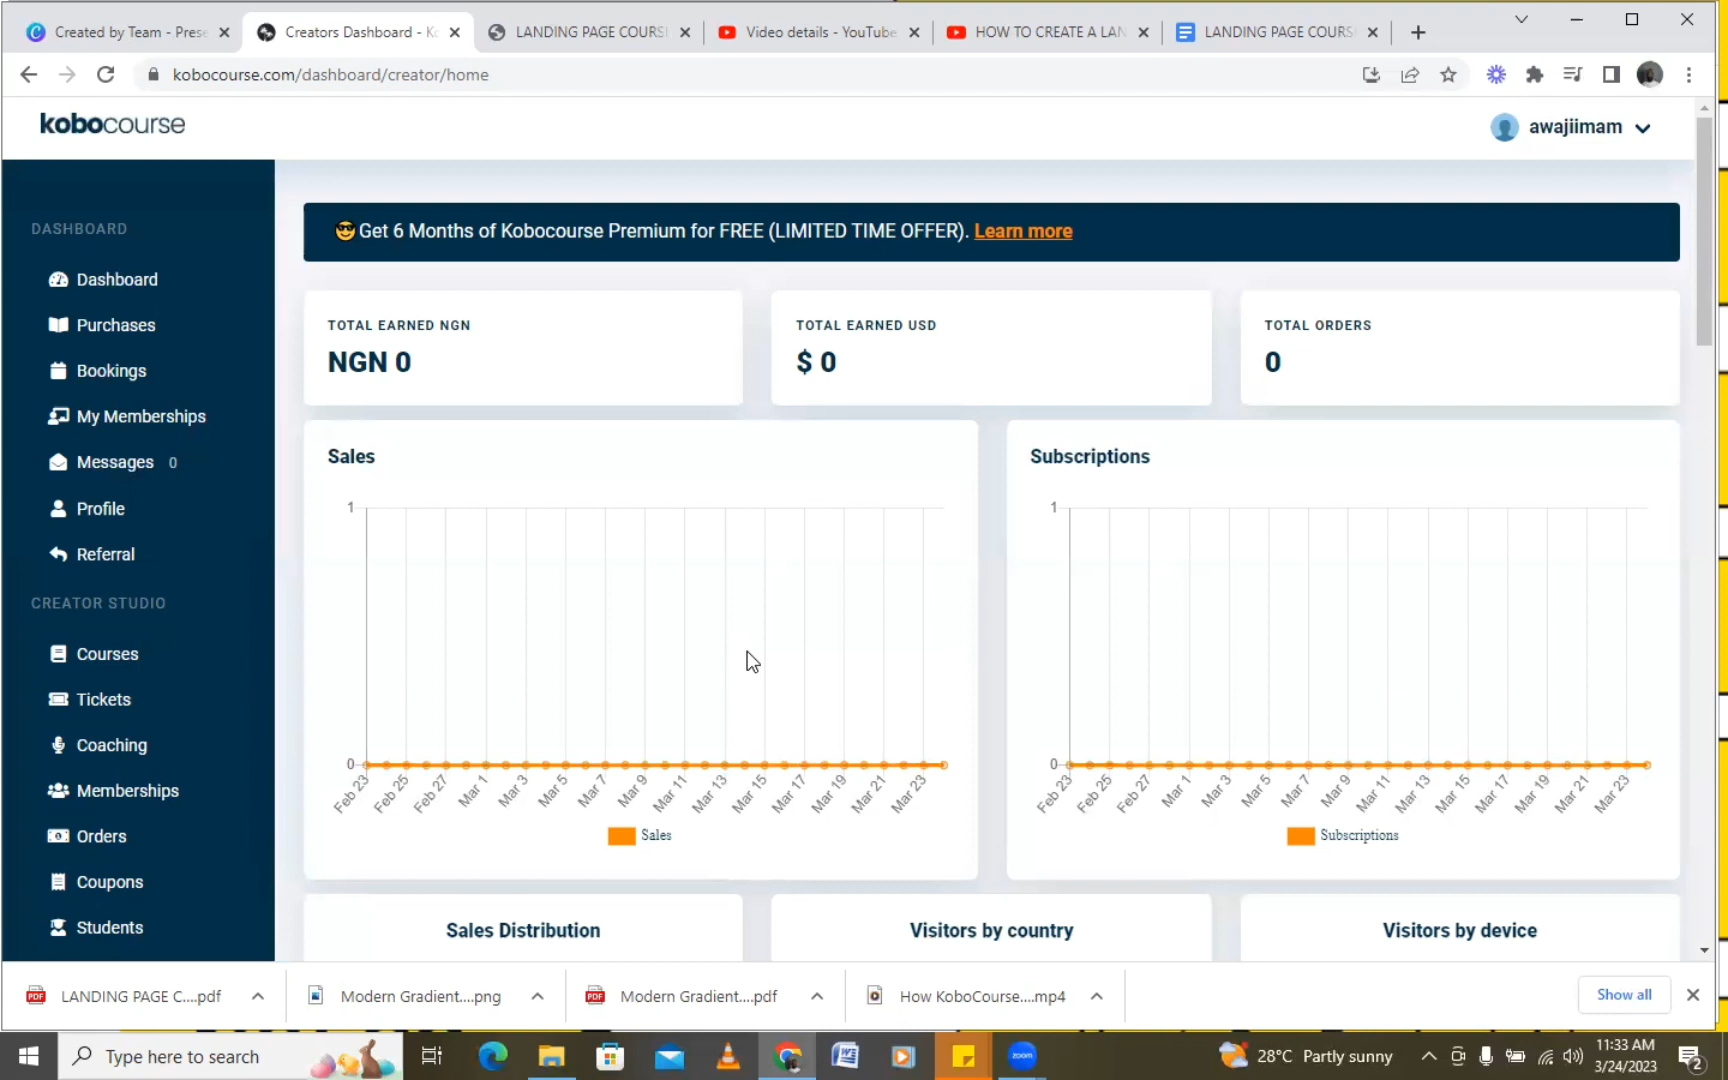 Created by Team - Prese
Creators Dashboard - Ko
LANDING PAGE COURS
Video details - YouTube
HOW TO CREATE A LAN
LANDING PAGE COURS
kobocourse.com/dashboard/creator/home
kobocourse
awajiimam
DASHBOARD
Dashboard
Purchases
Bookings
My Memberships
Messages 0
Profile
Referral
CREATOR STUDIO
Courses
Tickets
Coaching
Memberships
Orders
Coupons
Students
Get 6 Months of Kobocourse Premium for FREE (LIMITED TIME OFFER). Learn more
TOTAL EARNED NGN
NGN 0
TOTAL EARNED USD
$ 0
TOTAL ORDERS
0
Sales
1
0
Feb 23 Feb 25 Feb 27 Mar 1 Mar 3 Mar 5 Mar 7 Mar 9 Mar 11 Mar 13 Mar 15 Mar 17 Mar 19 Mar 21 Mar 23
Sales
Subscriptions
1
0
Feb 23 Feb 25 Feb 27 Mar 1 Mar 3 Mar 5 Mar 7 Mar 9 Mar 11 Mar 13 Mar 15 Mar 17 Mar 19 Mar 21 Mar 23
Subscriptions
Sales Distribution
Visitors by country
Visitors by device
LANDING PAGE C....pdf
Modern Gradient....png
Modern Gradient....pdf
How KoboCourse....mp4
Show all
Type here to search
zoom
28°C Partly sunny
11:33 AM
3/24/2023
2